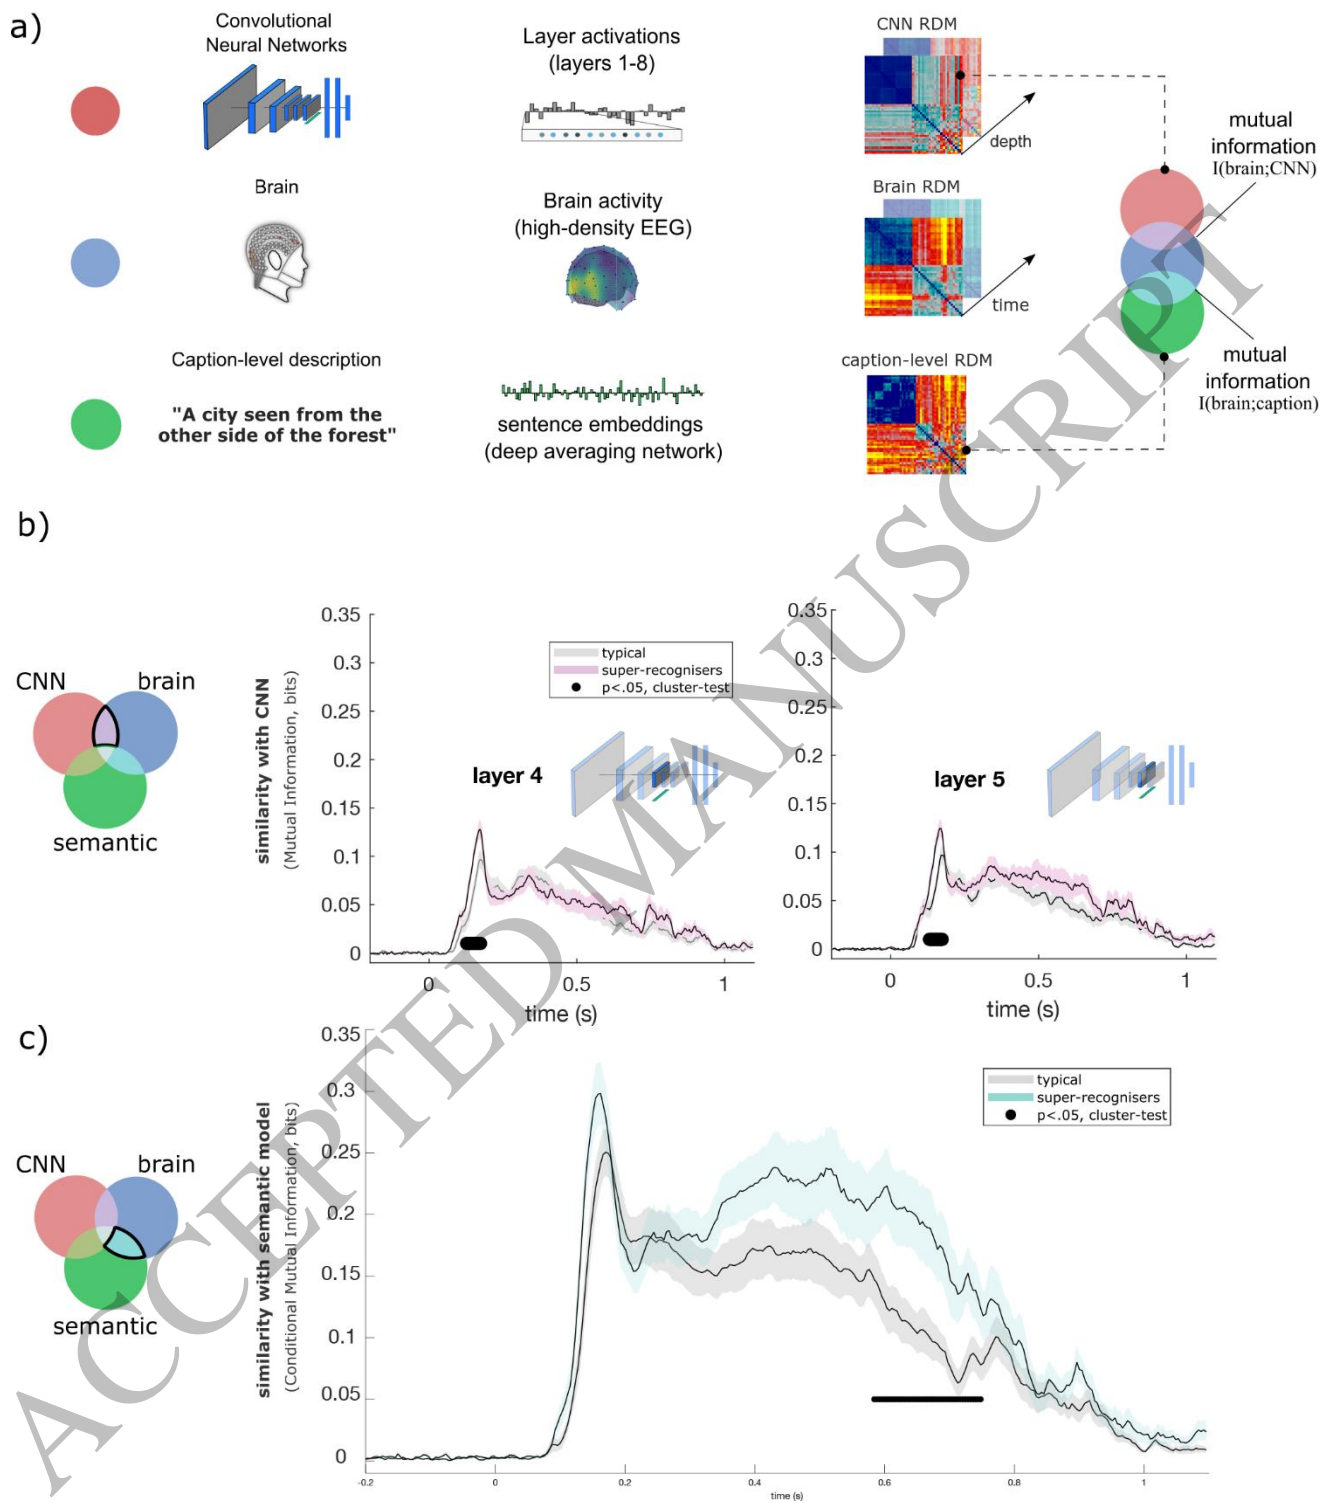 a)
Convolutional
Neural Networks
Layer activations
(layers 1-8)
CNN RDM
depth
mutual
information
I(brain;CNN)
Brain
Brain activity
(high-density EEG)
Brain RDM
time
mutual
information
I(brain;caption)
Caption-level description
"A city seen from the
other side of the forest"
sentence embeddings
(deep averaging network)
caption-level RDM
b)
CNN
brain
semantic
similarity with CNN
(Mutual Information, bits)
0.35
0.3
0.25
0.2
0.15
0.1
0.05
0
typical
super-recognisers
p<.05, cluster-test
layer 4
0
0.5
1
time (s)
0.35
0.3
0.25
0.2
0.15
0.1
0.05
0
layer 5
0
0.5
1
time (s)
c)
CNN
brain
semantic
similarity with semantic model
(Conditional Mutual Information, bits)
0.35
0.3
0.25
0.2
0.15
0.1
0.05
0
typical
super-recognisers
p<.05, cluster-test
-0.2
0
0.2
0.4
0.6
0.8
1
time (s)
ACCEPTED MANUSCRIPT